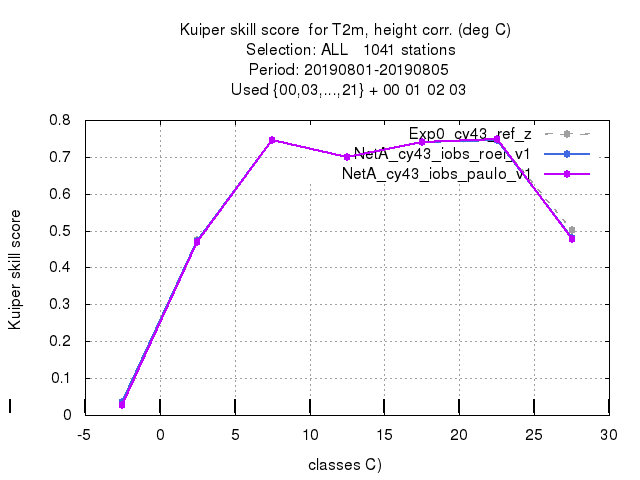 Kuiper skill score  for T2m, height corr. (deg C)
Selection: ALL   1041 stations
Period: 20190801-20190805
Used {00,03,...,21} + 00 01 02 03
Exp0_cy43_ref_z
NetA_cy43_iobs_roel_v1
NetA_cy43_iobs_paulo_v1
Kuiper skill score
0.8
0.7
0.6
0.5
0.4
0.3
0.2
0.1
0
-5 0 5 10 15 20 25 30
classes C)